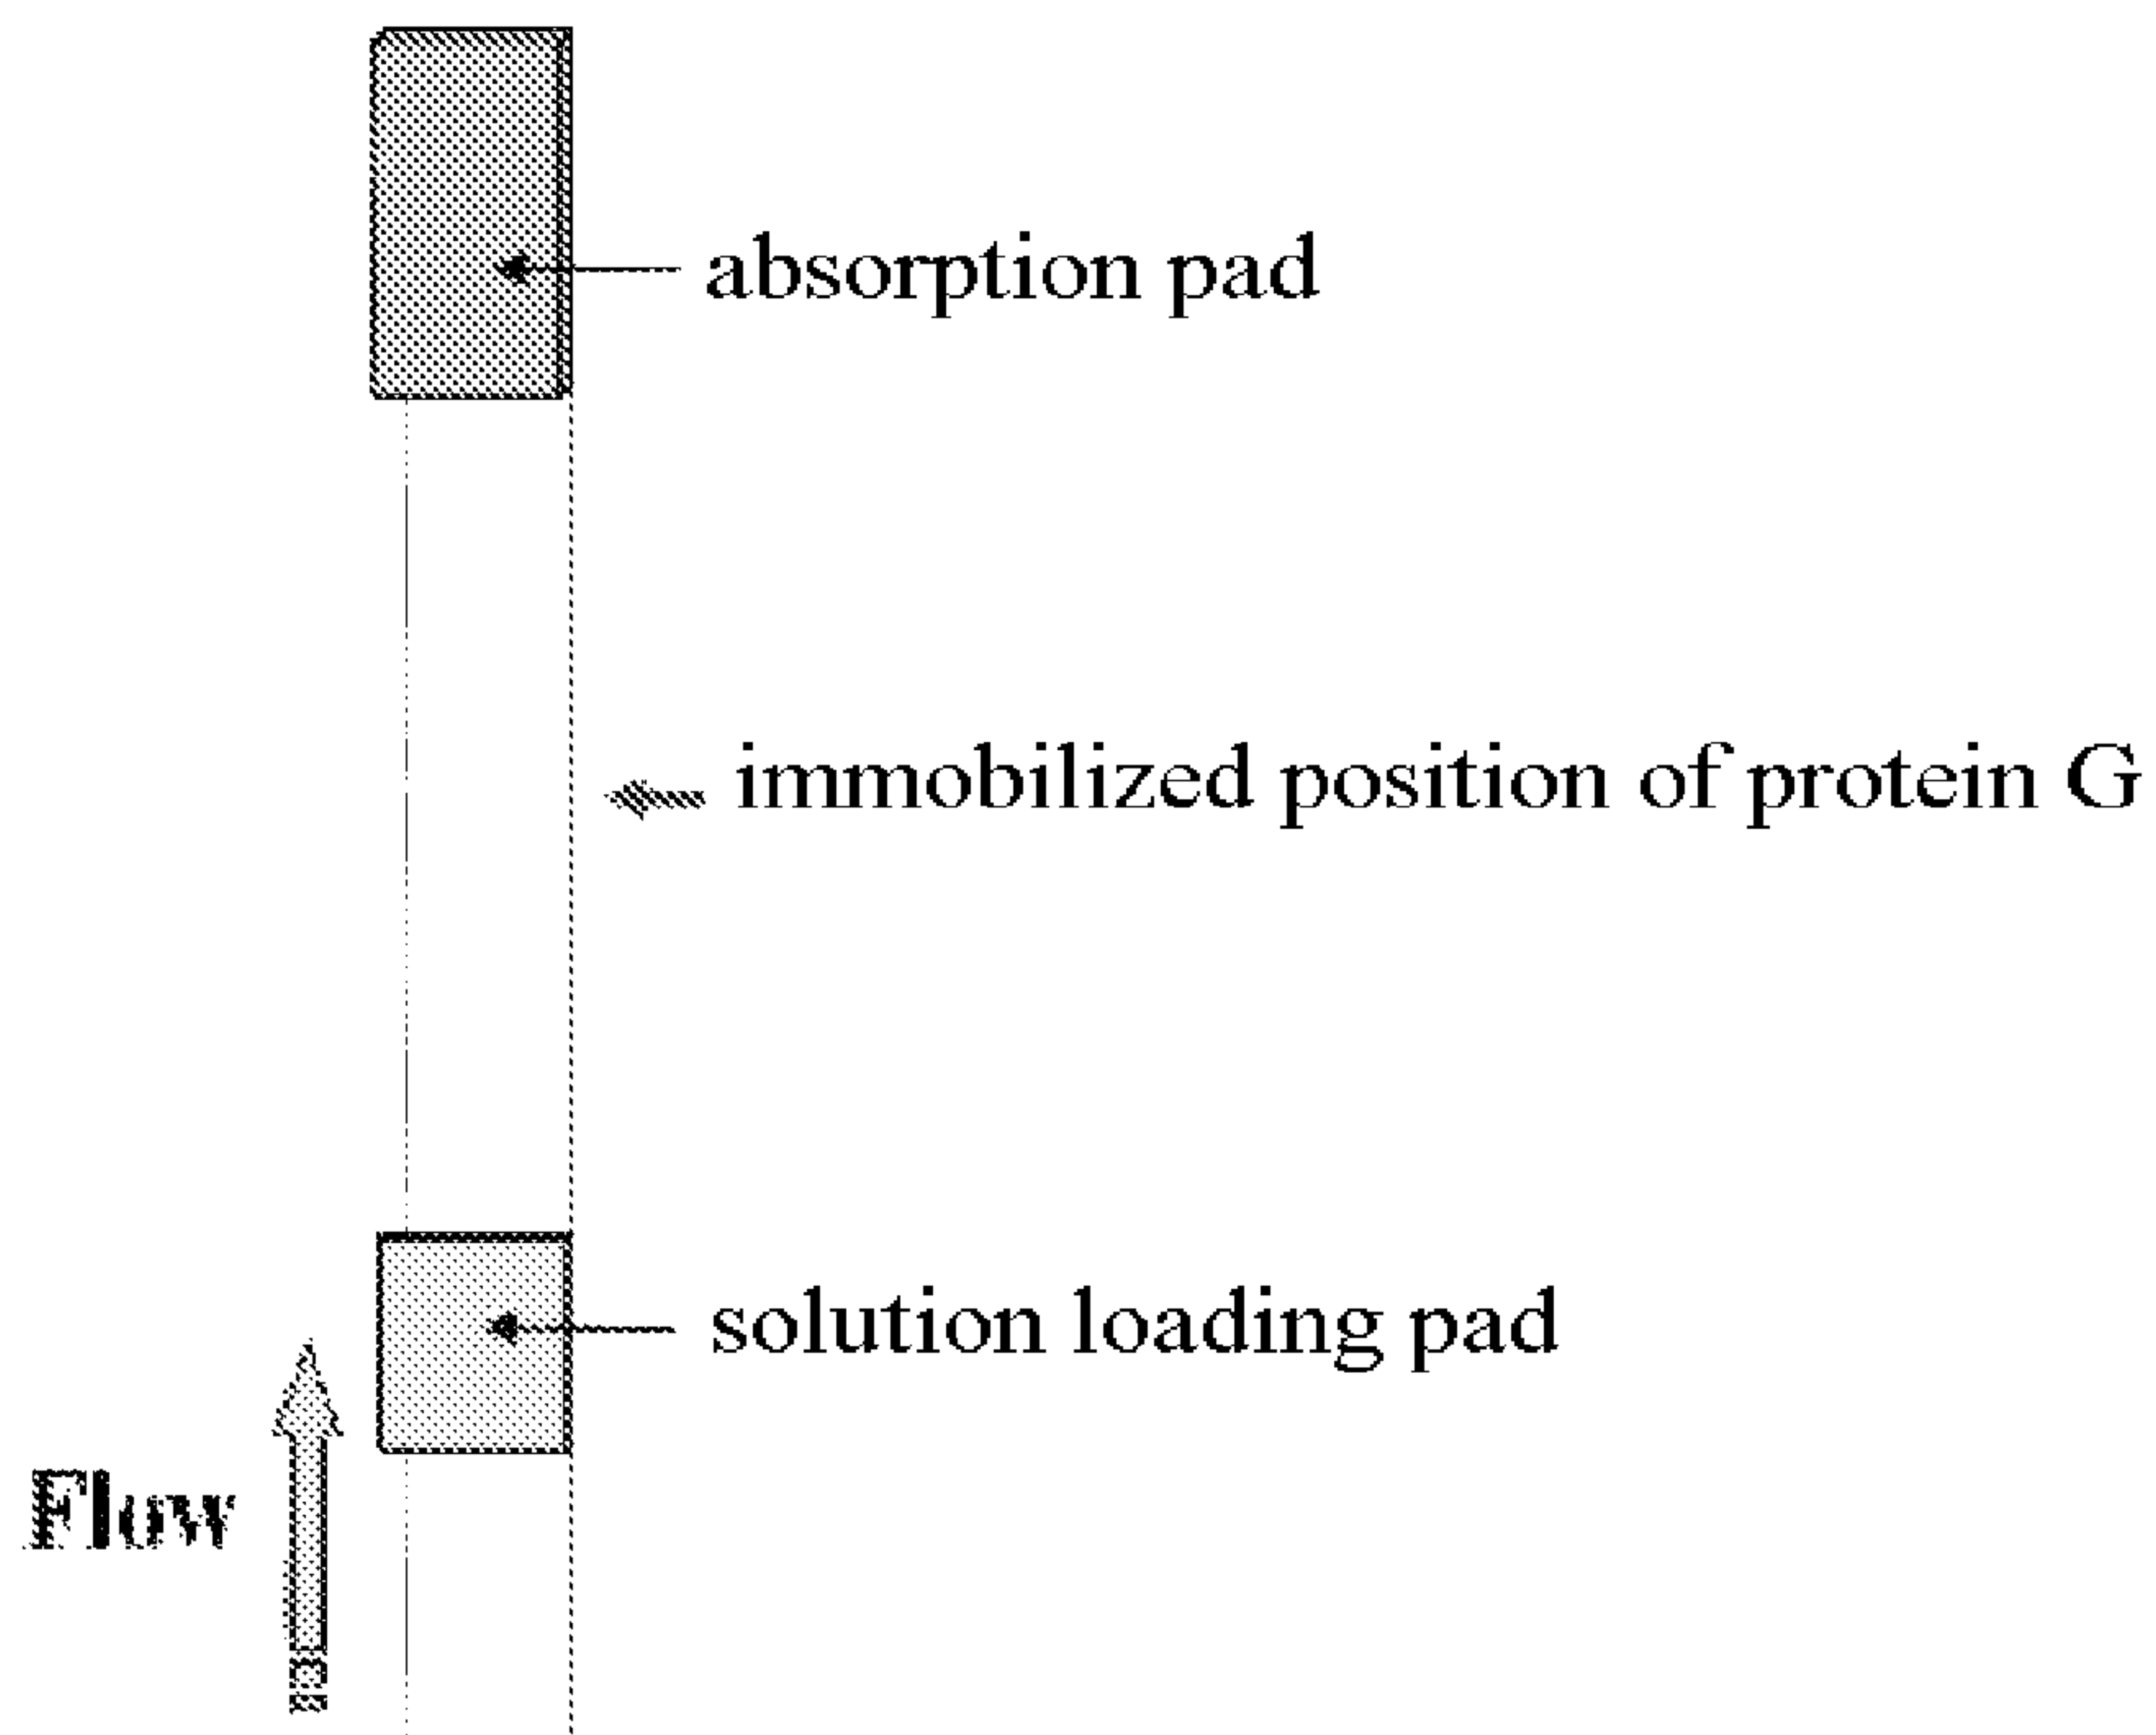 absorption pad
immobilized position of protein G
solution loading pad
Flow